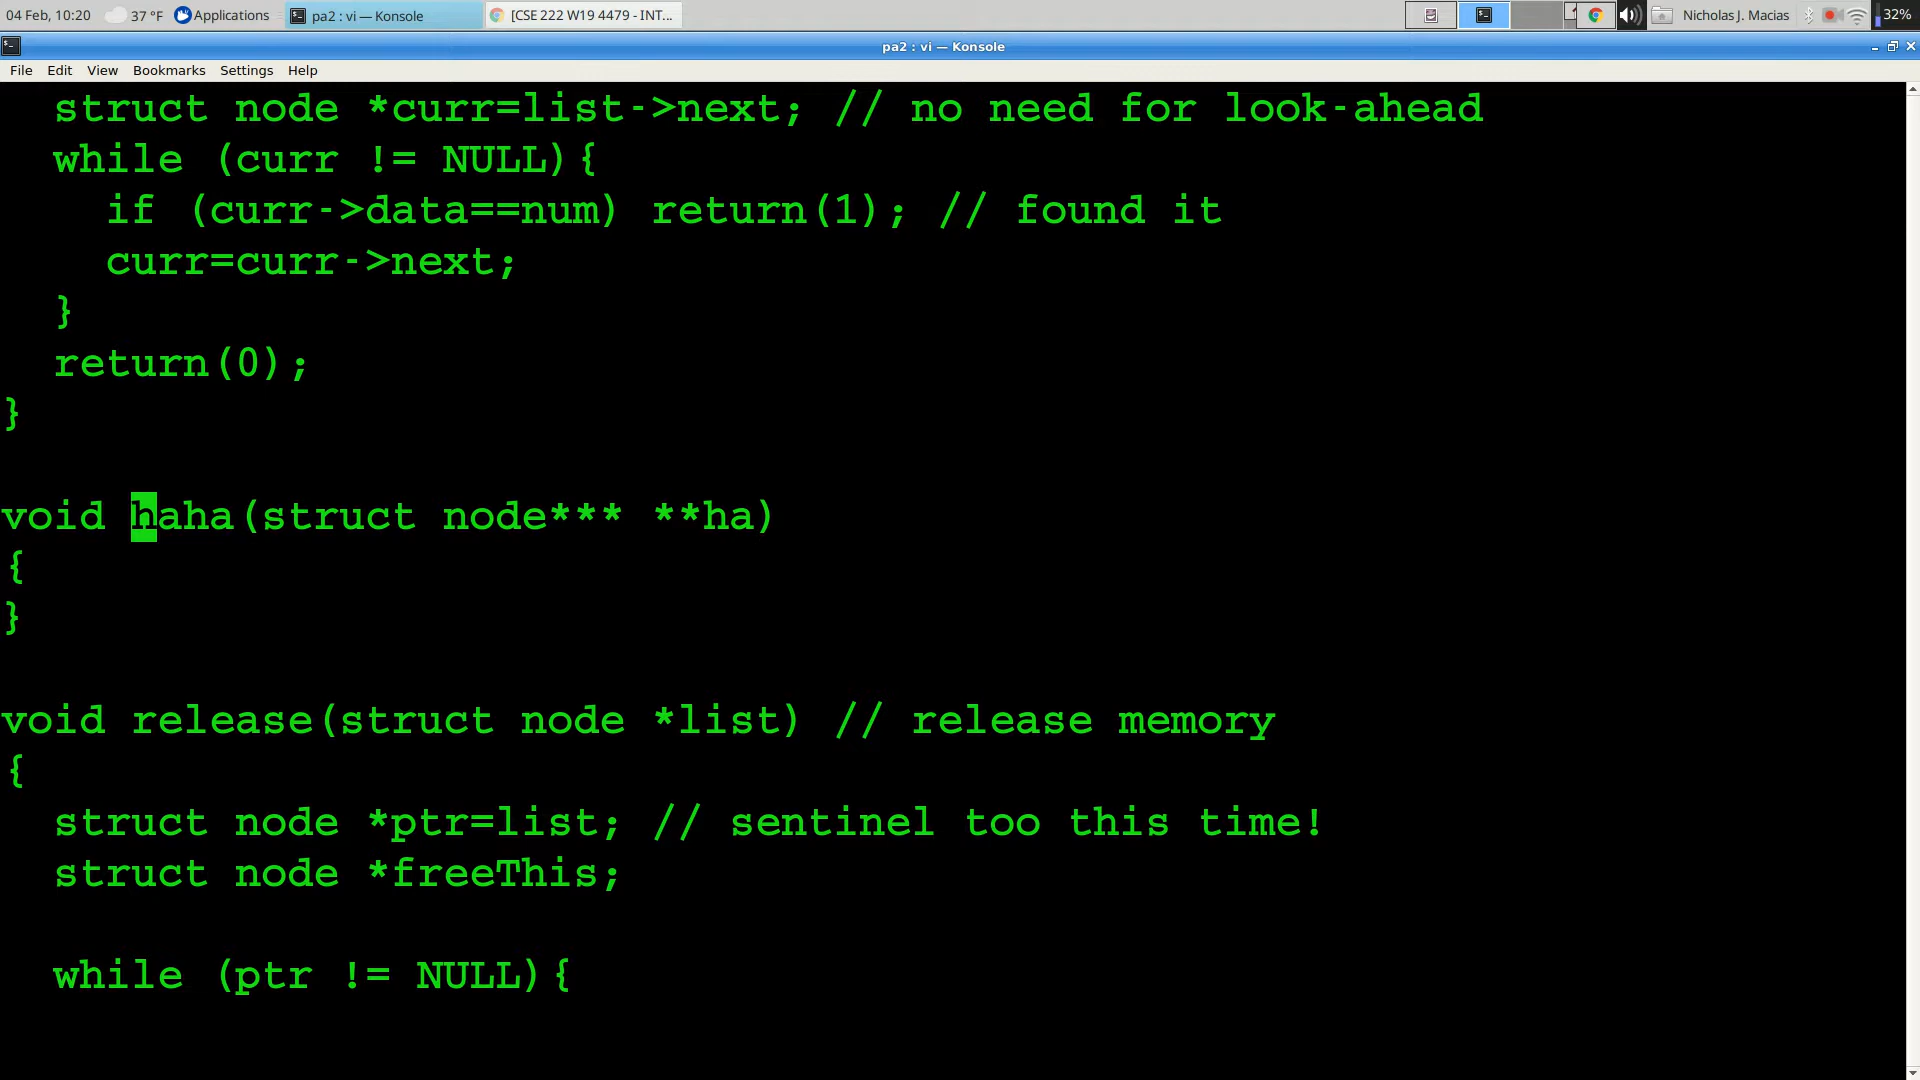 04 Feb, 10:20 37 °F Applications pa2 : vi — Konsole [CSE 222 W19 4479 - INT... Nicholas J. Macias 32%
pa2 : vi — Konsole
File Edit View Bookmarks Settings Help
struct node *curr=list->next; // no need for look-ahead
while (curr != NULL){
if (curr->data==num) return(1); // found it
curr=curr->next;
}
return(0);
}
void haha(struct node*** **ha)
{
}
void release(struct node *list) // release memory
{
struct node *ptr=list; // sentinel too this time!
struct node *freeThis;
while (ptr != NULL){